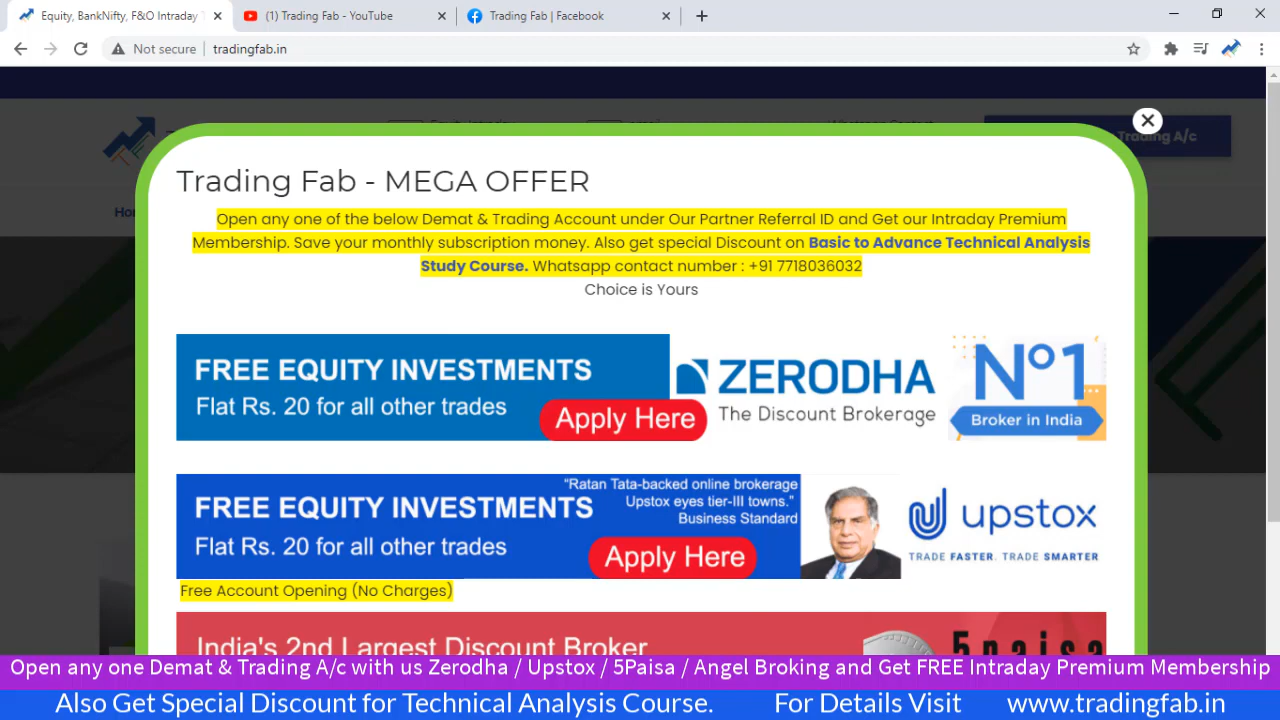 Equity, BankNifty, F&O Intraday T
(1) Trading Fab - YouTube
Trading Fab | Facebook
Not secure
tradingfab.in
Trading A/c
Trading Fab - MEGA OFFER
Open any one of the below Demat & Trading Account under Our Partner Referral ID and Get our Intraday Premium
Membership. Save your monthly subscription money. Also get special Discount on Basic to Advance Technical Analysis
Study Course. Whatsapp contact number : +91 7718036032
Choice is Yours
FREE EQUITY INVESTMENTS
Flat Rs. 20 for all other trades
Apply Here
ZERODHA
The Discount Brokerage
Nº1
Broker in India
"Ratan Tata-backed online brokerage
Upstox eyes tier-III towns."
Business Standard
FREE EQUITY INVESTMENTS
Flat Rs. 20 for all other trades
Apply Here
upstox
TRADE FASTER. TRADE SMARTER
Free Account Opening (No Charges)
India's 2nd Largest Discount Broker
5paisa
Open any one Demat & Trading A/c with us Zerodha / Upstox / 5Paisa / Angel Broking and Get FREE Intraday Premium Membership
Also Get Special Discount for Technical Analysis Course. For Details Visit www.tradingfab.in